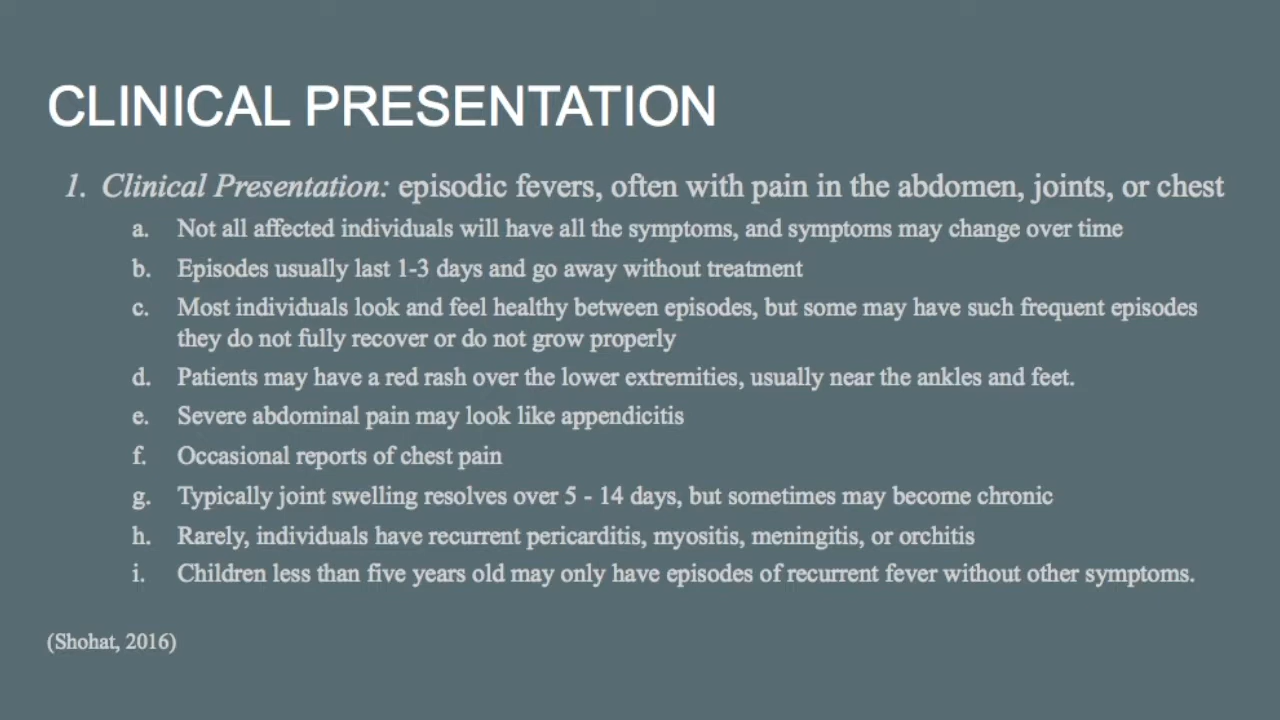 CLINICAL PRESENTATION
1. Clinical Presentation: episodic fevers, often with pain in the abdomen, joints, or chest
a. Not all affected individuals will have all the symptoms, and symptoms may change over time
b. Episodes usually last 1-3 days and go away without treatment
c. Most individuals look and feel healthy between episodes, but some may have such frequent episodes
they do not fully recover or do not grow properly
d. Patients may have a red rash over the lower extremities, usually near the ankles and feet.
e. Severe abdominal pain may look like appendicitis
f. Occasional reports of chest pain
g. Typically joint swelling resolves over 5 - 14 days, but sometimes may become chronic
h. Rarely, individuals have recurrent pericarditis, myositis, meningitis, or orchitis
i. Children less than five years old may only have episodes of recurrent fever without other symptoms.
(Shohat, 2016)